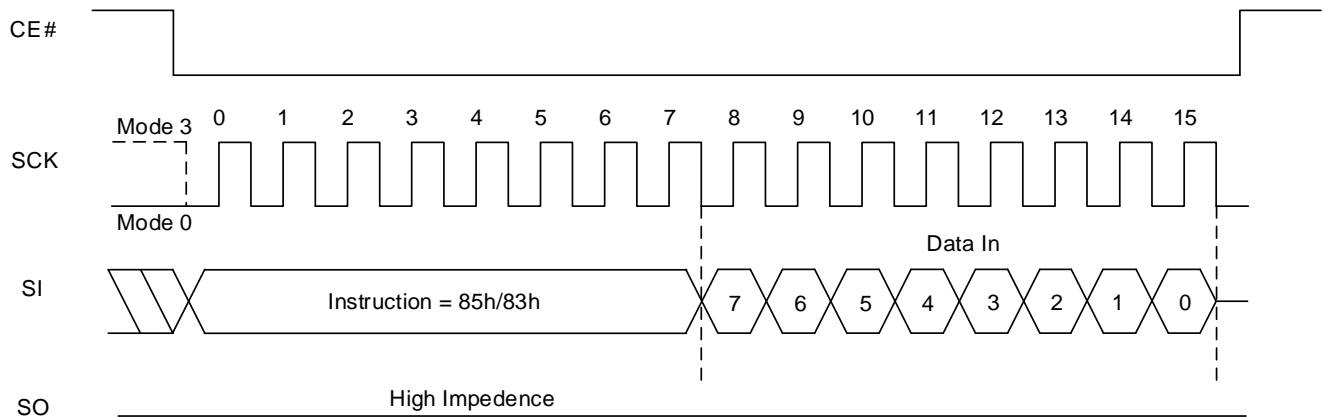 CE#
Mode 3
0 1 2 3 4 5 6 7 8 9 10 11 12 13 14 15
SCK
Mode 0
Data In
SI
Instruction = 85h/83h
7 6 5 4 3 2 1 0
High Impedence
SO